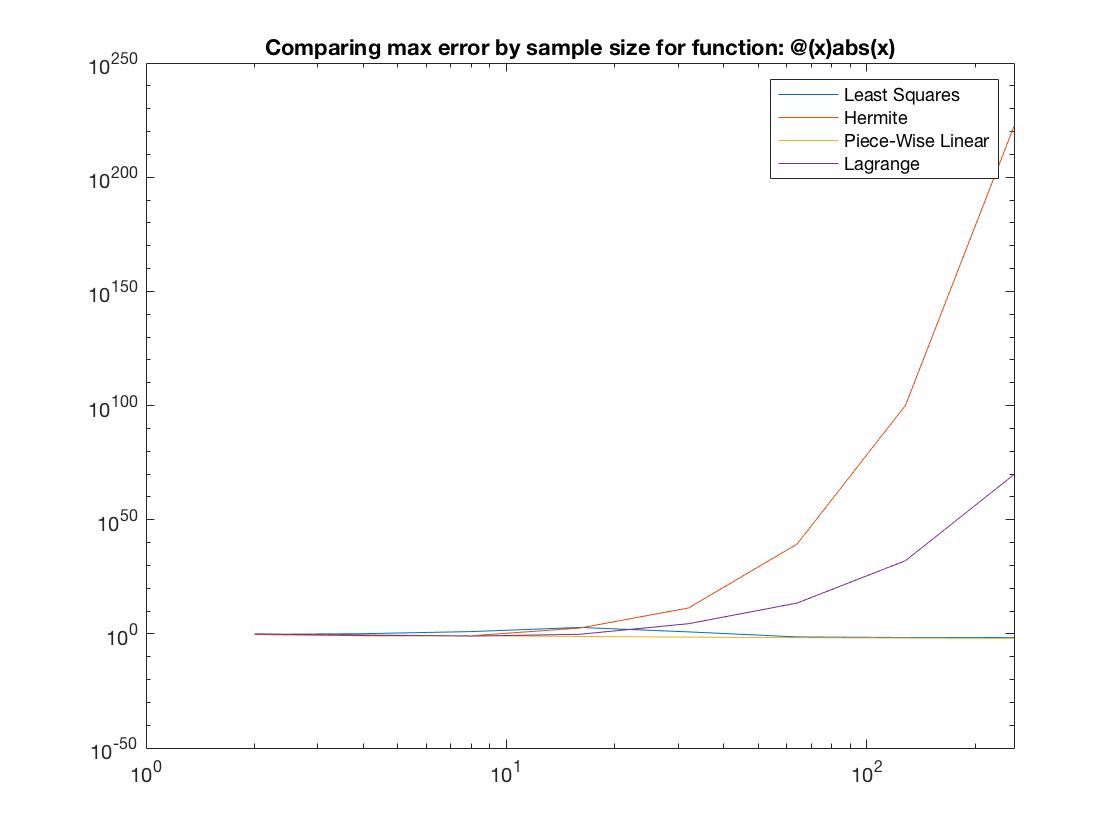 Comparing max error by sample size for function: @(x)abs(x)
10^250
10^200
10^150
10^100
10^50
10^0
10^-50
Least Squares
Hermite
Piece-Wise Linear
Lagrange
10^0 10^1 10^2